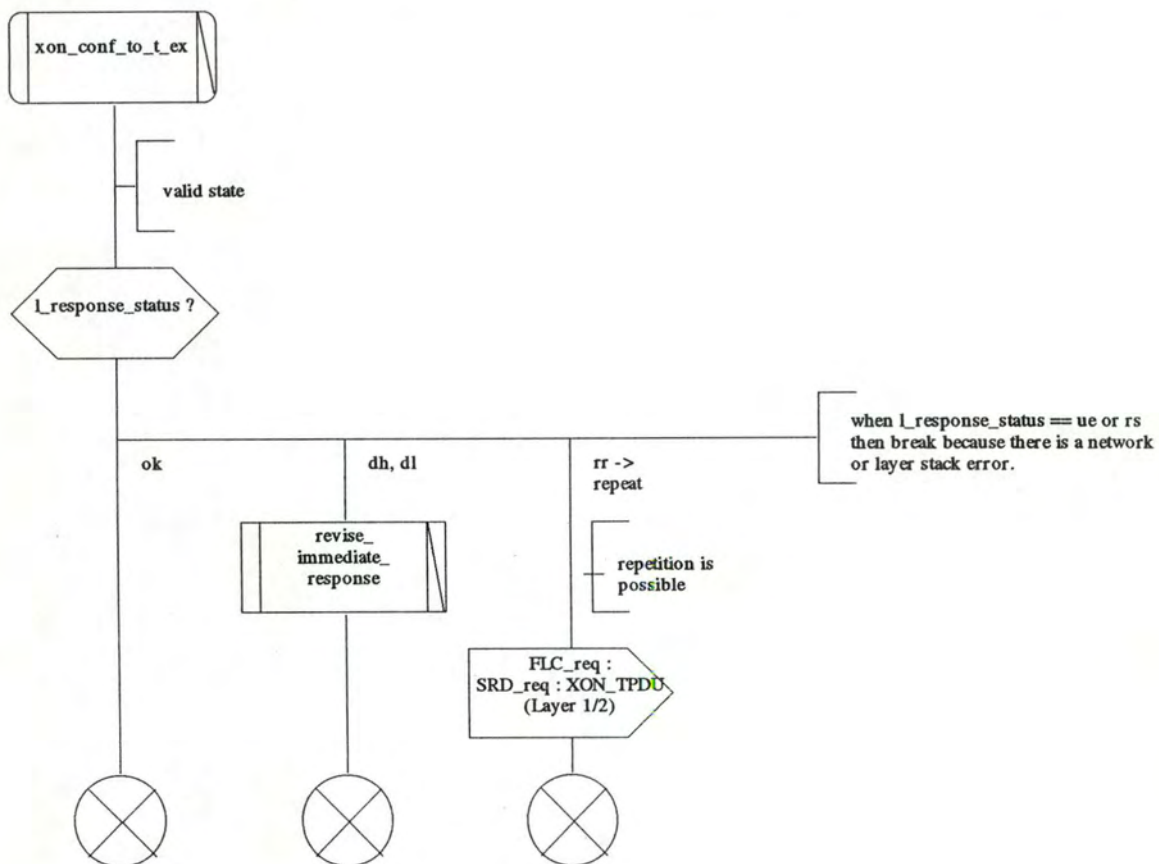 xon_conf_to_t_ex
valid state
l_response_status ?
when l_response_status == ue or rs
then break because there is a network
or layer stack error.
ok
dh, dl
rr ->
repeat
revise_
immediate_
response
repetition is
possible
FLC_req :
SRD_req : XON_TPDU
(Layer 1/2)